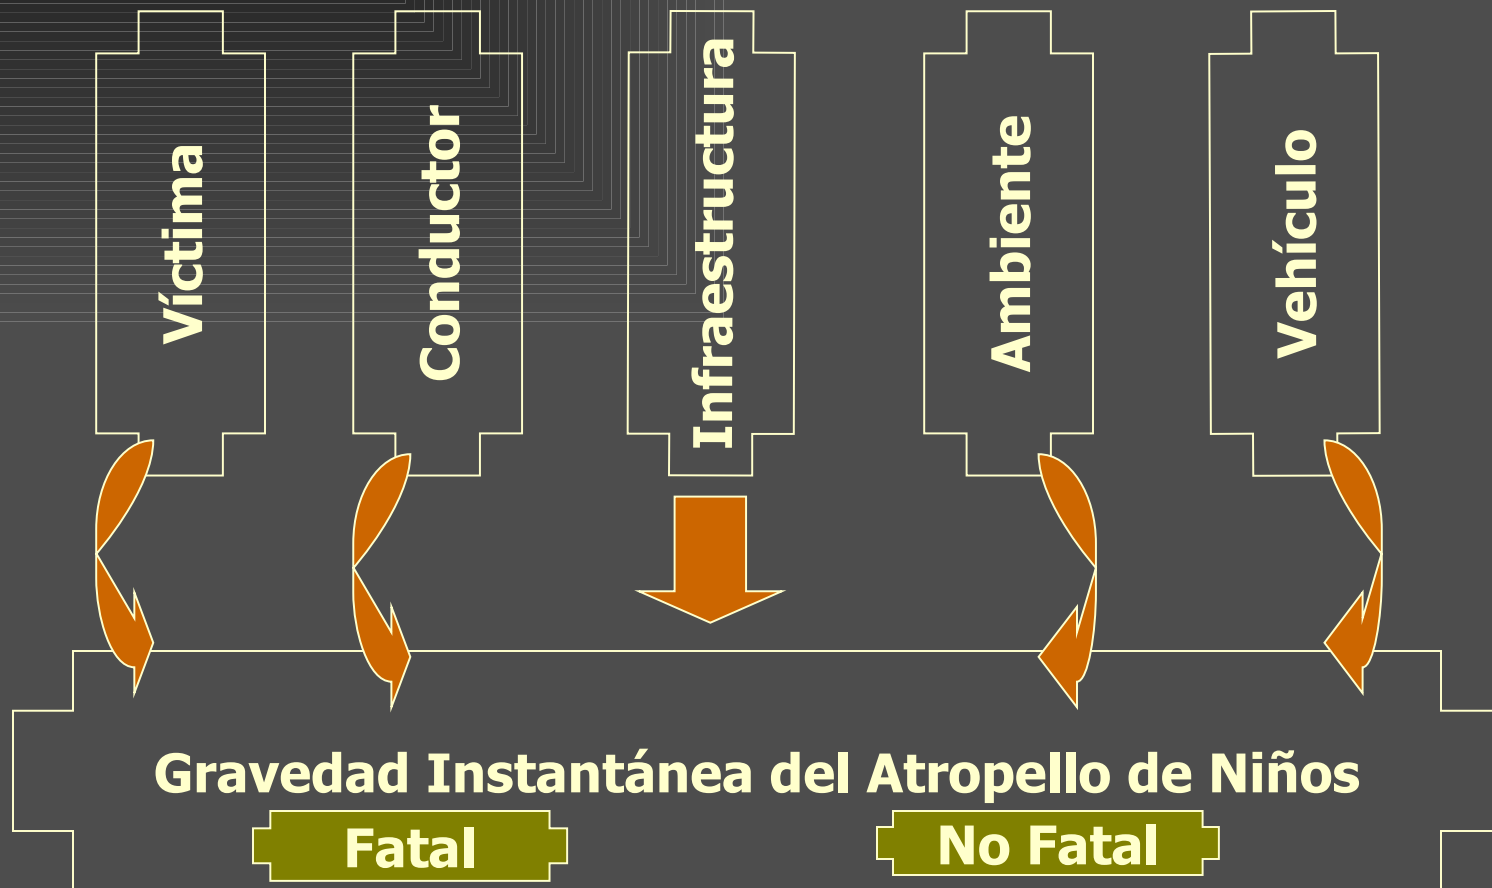 Víctima
Conductor
Infraestructura
Ambiente
Vehículo
Gravedad Instantánea del Atropello de Niños
Fatal
No Fatal